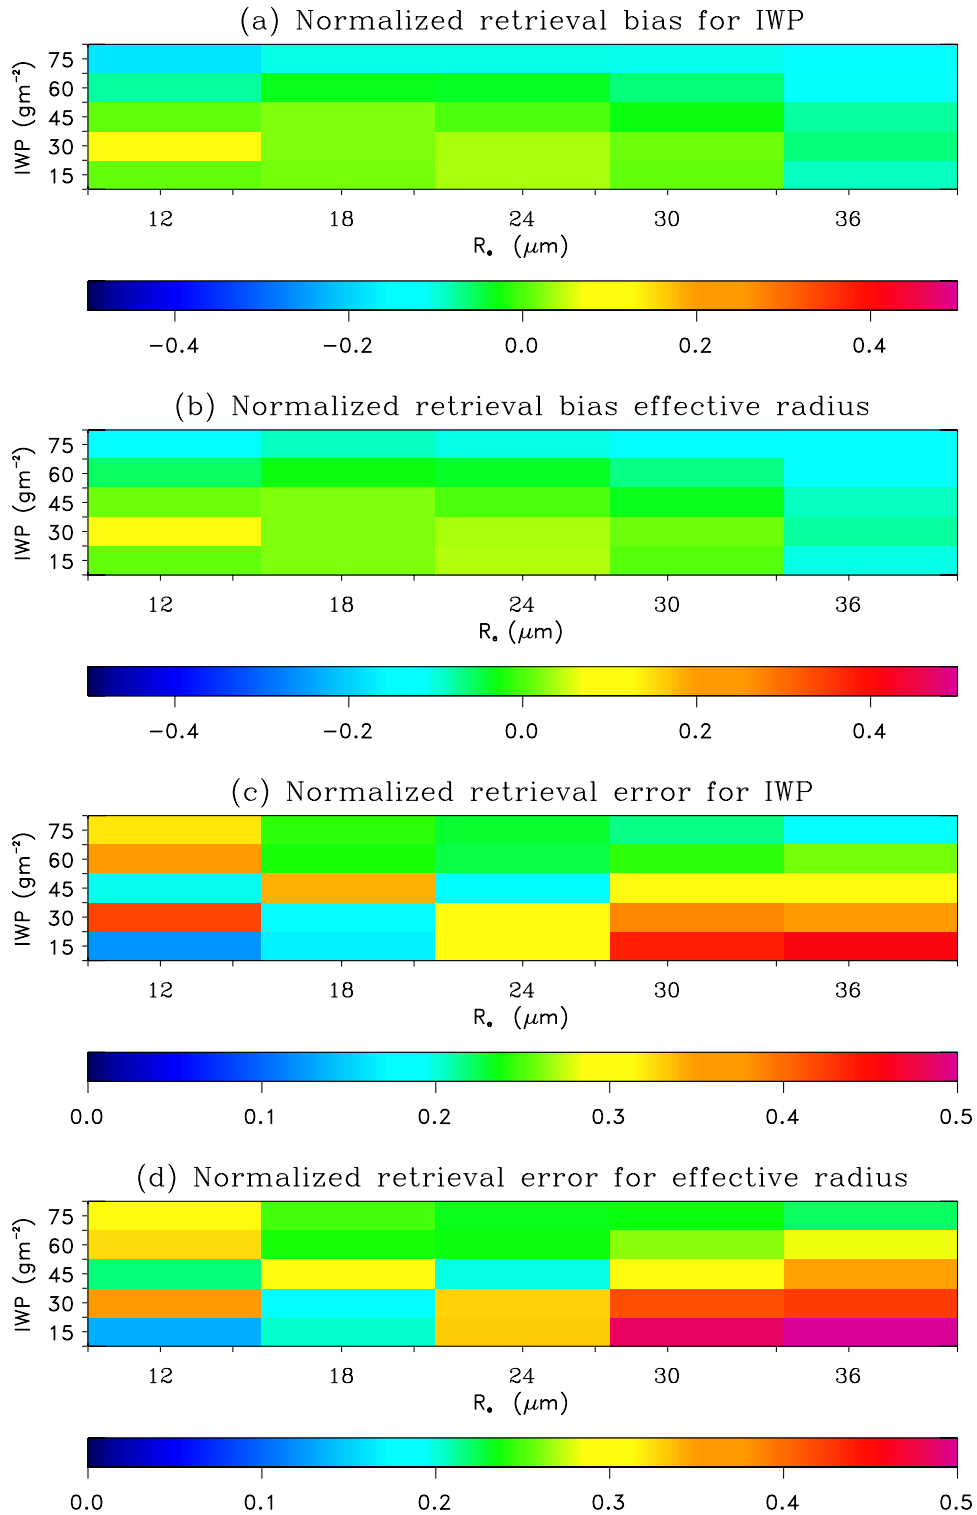 (a) Normalized retrieval bias for IWP
75
60
45
30
15
IWP (gm⁻²)
12 18 24 30 36
Rₑ (μm)
−0.4 −0.2 0.0 0.2 0.4
(b) Normalized retrieval bias effective radius
75
60
45
30
15
IWP (gm⁻²)
12 18 24 30 36
Rₑ (μm)
−0.4 −0.2 0.0 0.2 0.4
(c) Normalized retrieval error for IWP
75
60
45
30
15
IWP (gm⁻²)
12 18 24 30 36
Rₑ (μm)
0.0 0.1 0.2 0.3 0.4 0.5
(d) Normalized retrieval error for effective radius
75
60
45
30
15
IWP (gm⁻²)
12 18 24 30 36
Rₑ (μm)
0.0 0.1 0.2 0.3 0.4 0.5